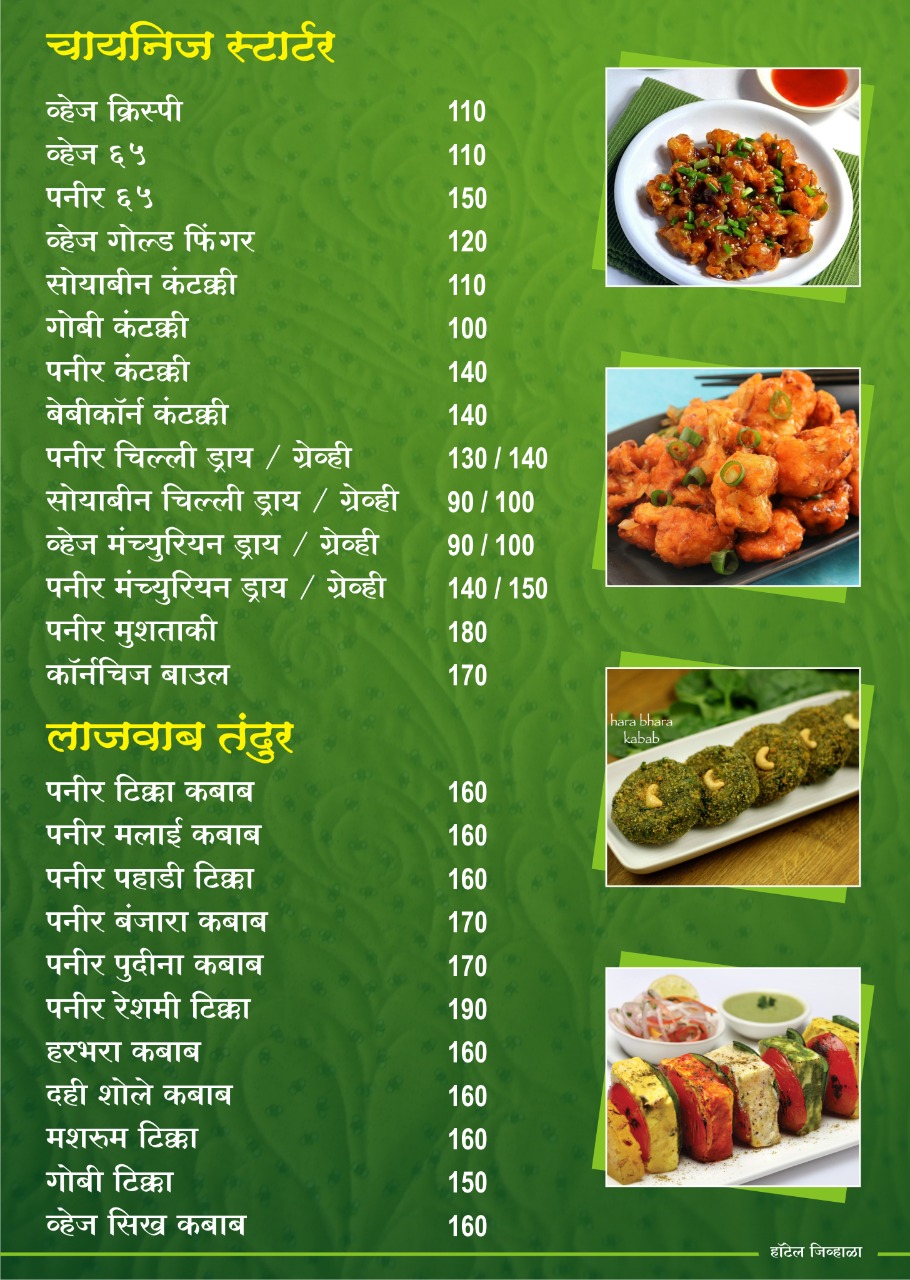 चायनिज स्टार्टर
व्हेज क्रिस्पी 110
व्हेज ६५ 110
पनीर ६५ 150
व्हेज गोल्ड फिंगर 120
सोयाबीन कंटक्की 110
गोबी कंटक्की 100
पनीर कंटक्की 140
बेबीकॉर्न कंटक्की 140
पनीर चिल्ली ड्राय / ग्रेव्ही 130 / 140
सोयाबीन चिल्ली ड्राय / ग्रेव्ही 90 / 100
व्हेज मंच्युरियन ड्राय / ग्रेव्ही 90 / 100
पनीर मंच्युरियन ड्राय / ग्रेव्ही 140 / 150
पनीर मुशताकी 180
कॉर्नचिज बाउल 170
लाजवाब तंदुर
hara bhara
kabab
पनीर टिक्का कबाब 160
पनीर मलाई कबाब 160
पनीर पहाडी टिक्का 160
पनीर बंजारा कबाब 170
पनीर पुदीना कबाब 170
पनीर रेशमी टिक्का 190
हरभरा कबाब 160
दही शोले कबाब 160
मशरुम टिक्का 160
गोबी टिक्का 150
व्हेज सिख कबाब 160
हॉटेल जिव्हाळा